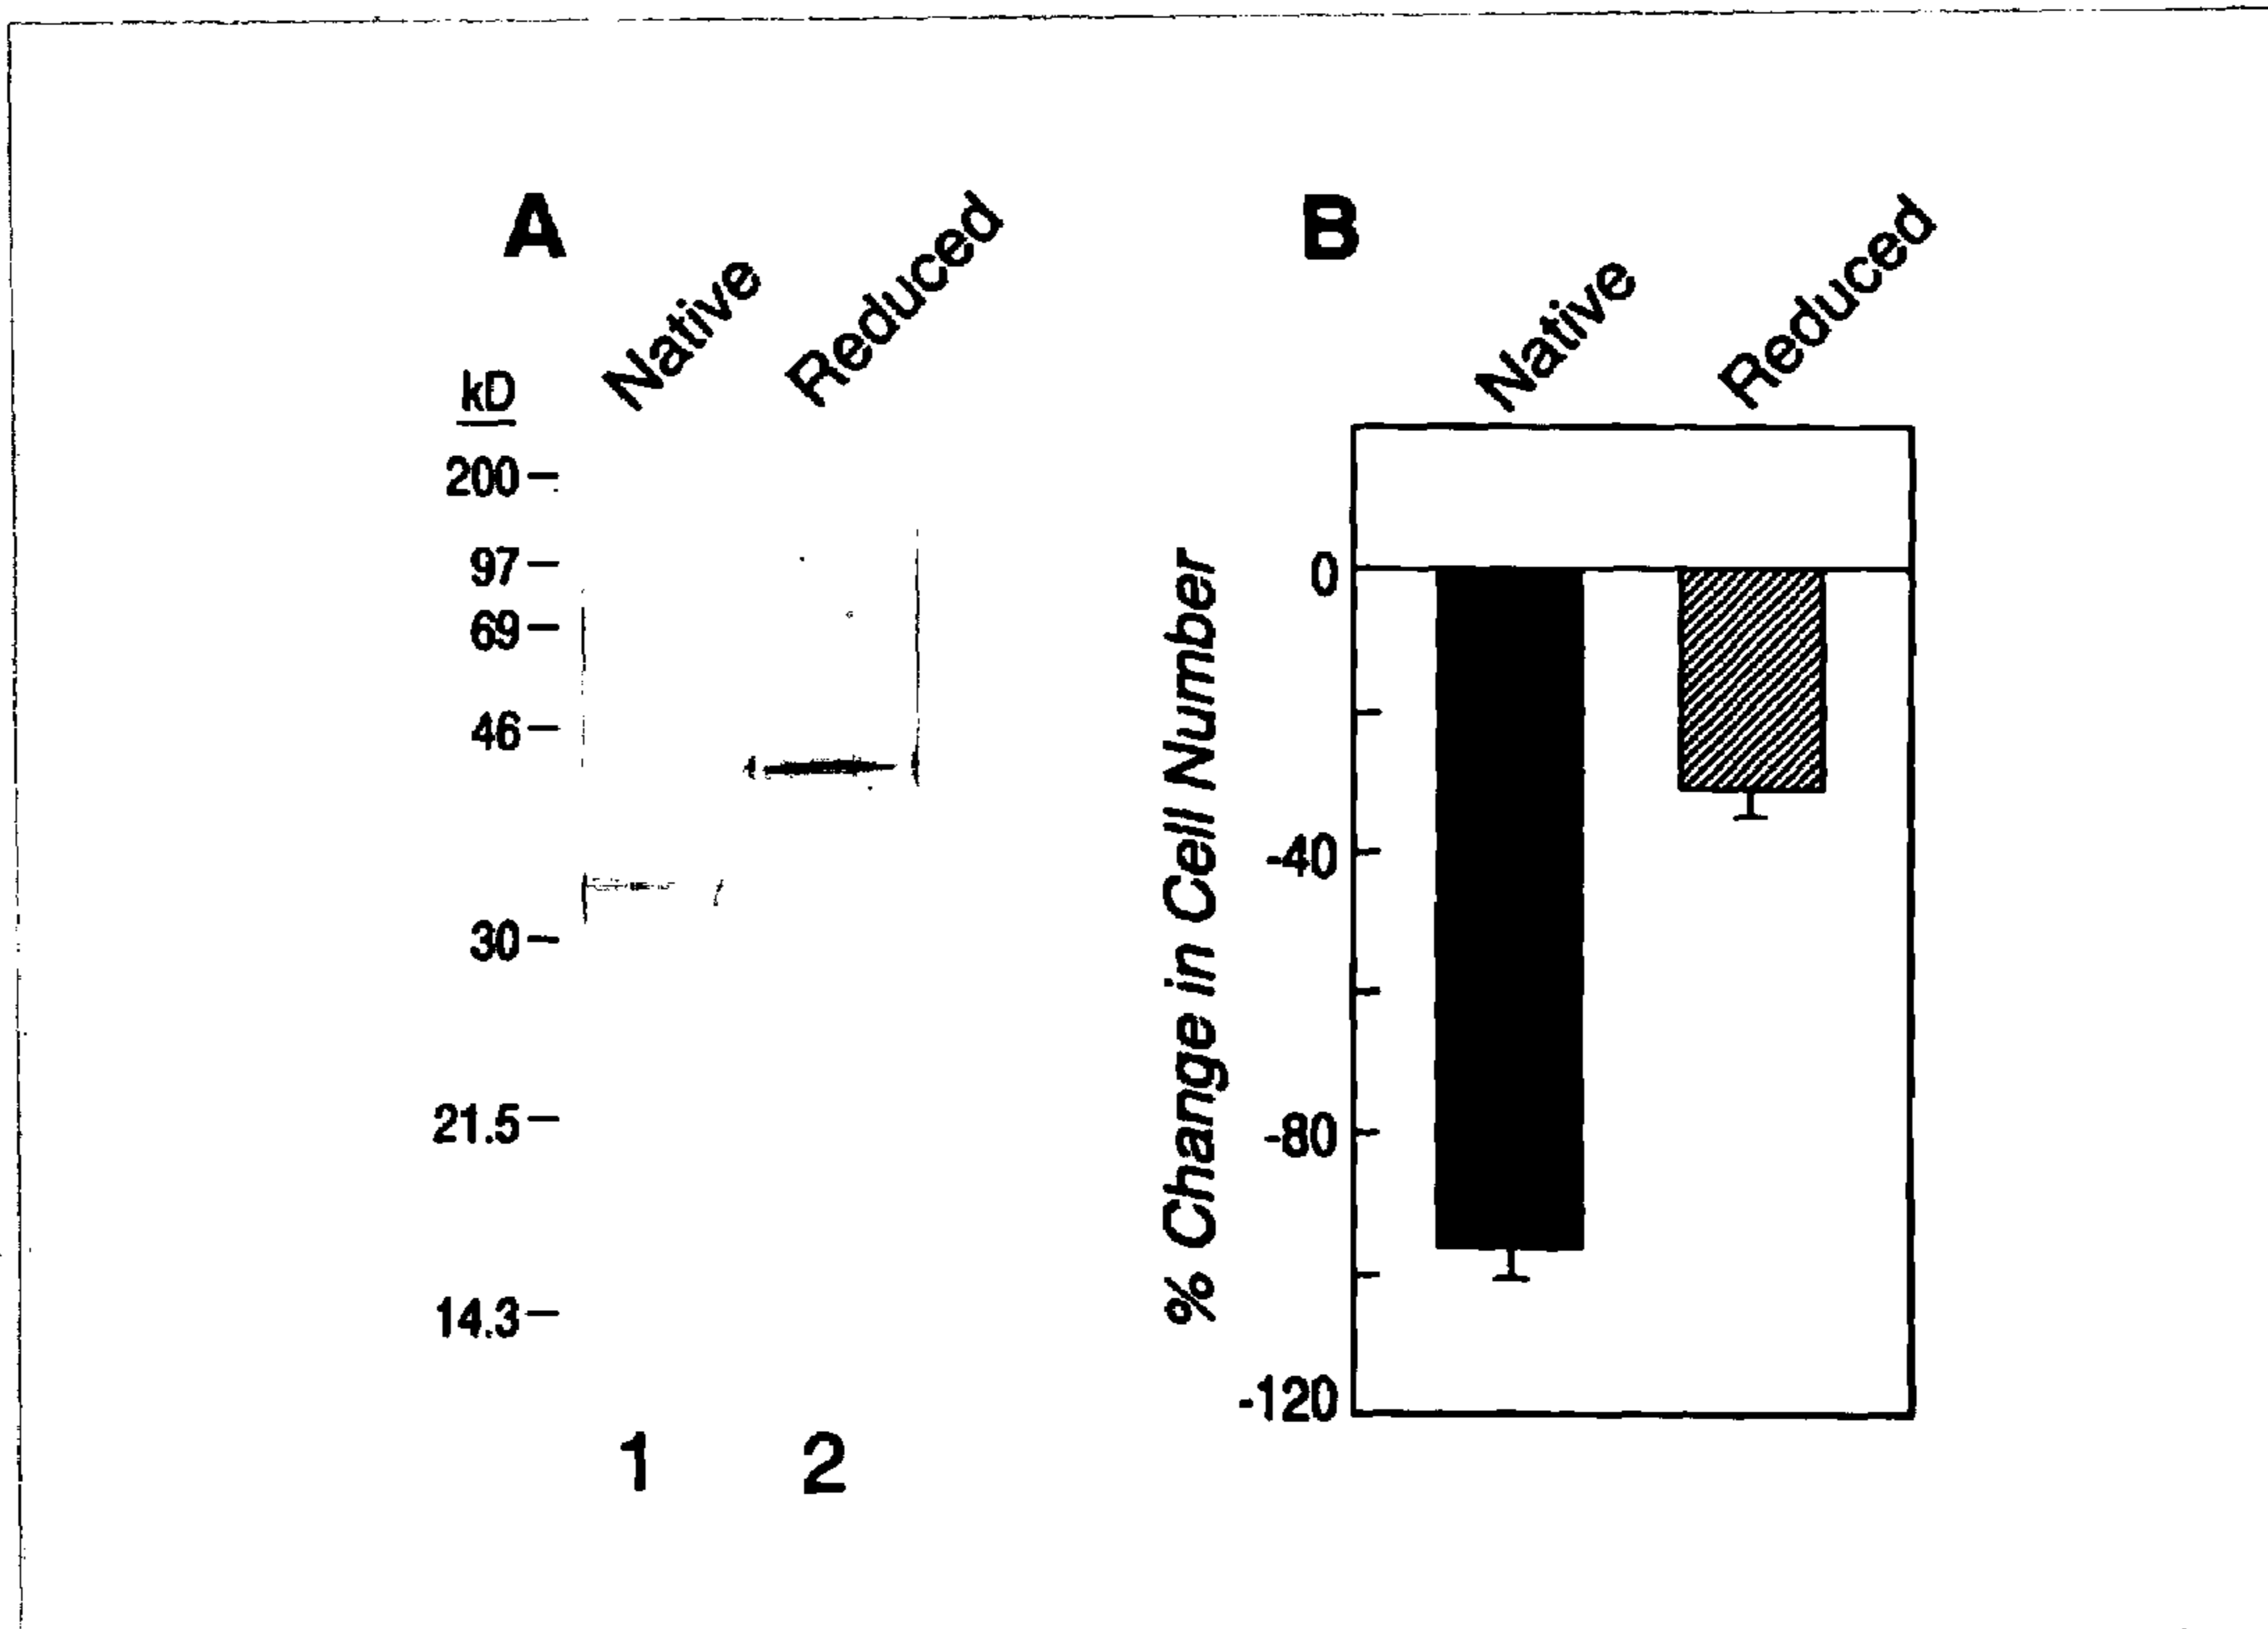 A
Native
Reduced
kD
200
97
69
46
30
21.5
14.3
1
2
B
Native
Reduced
% Change in Cell Number
0
-40
-80
-120